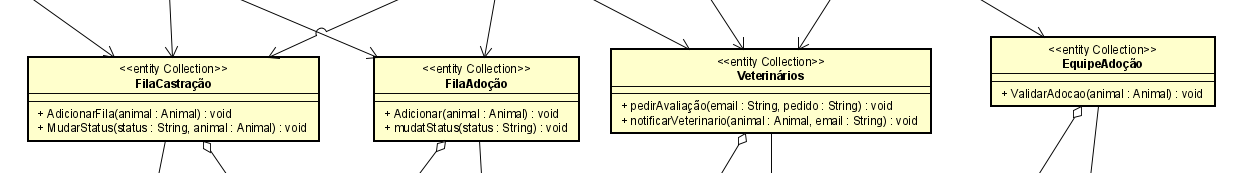 <<entity Collection>>
FilaCastração
+ AdicionarFila(animal : Animal) : void
+ MudarStatus(status : String, animal : Animal) : void
<<entity Collection>>
FilaAdoção
+ Adicionar(animal : Animal) : void
+ mudatStatus(status : String) : void
<<entity Collection>>
Veterinários
+ pedirAvaliação(email : String, pedido : String) : void
+ notificarVeterinario(animal : Animal, email : String) : void
<<entity Collection>>
EquipeAdoção
+ ValidarAdocao(animal : Animal) : void